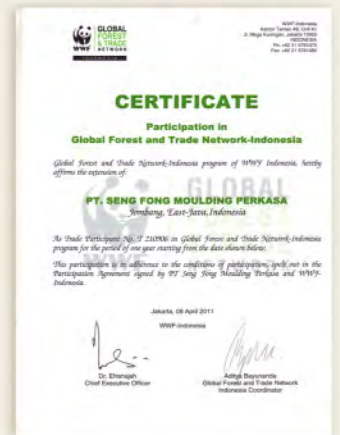 GLOBAL
FOREST
& TRADE
NETWORK
WWF
INDONESIA
WWF-Indonesia
CERTIFICATE
Participation in
Global Forest and Trade Network-Indonesia
Global Forest and Trade Network-Indonesia program of WWF Indonesia, hereby
affirms the extension of:
PT. SENG FONG MOULDING PERKASA
Jombang, East-Java, Indonesia
As Trade Participant No. in Global Forest and Trade Network-Indonesia
program for the period of one year starting from the date shown below.
This participation is in adherence to the conditions of participation, spelt out in the
Participation Agreement signed by PT Seng Fong Moulding Perkasa and WWF-
Indonesia.
Jakarta, 08 April 2011
WWF-Indonesia
Dr. Efransjah
Chief Executive Officer
Aditya Bayunanda
Global Forest and Trade Network
Indonesia Coordinator